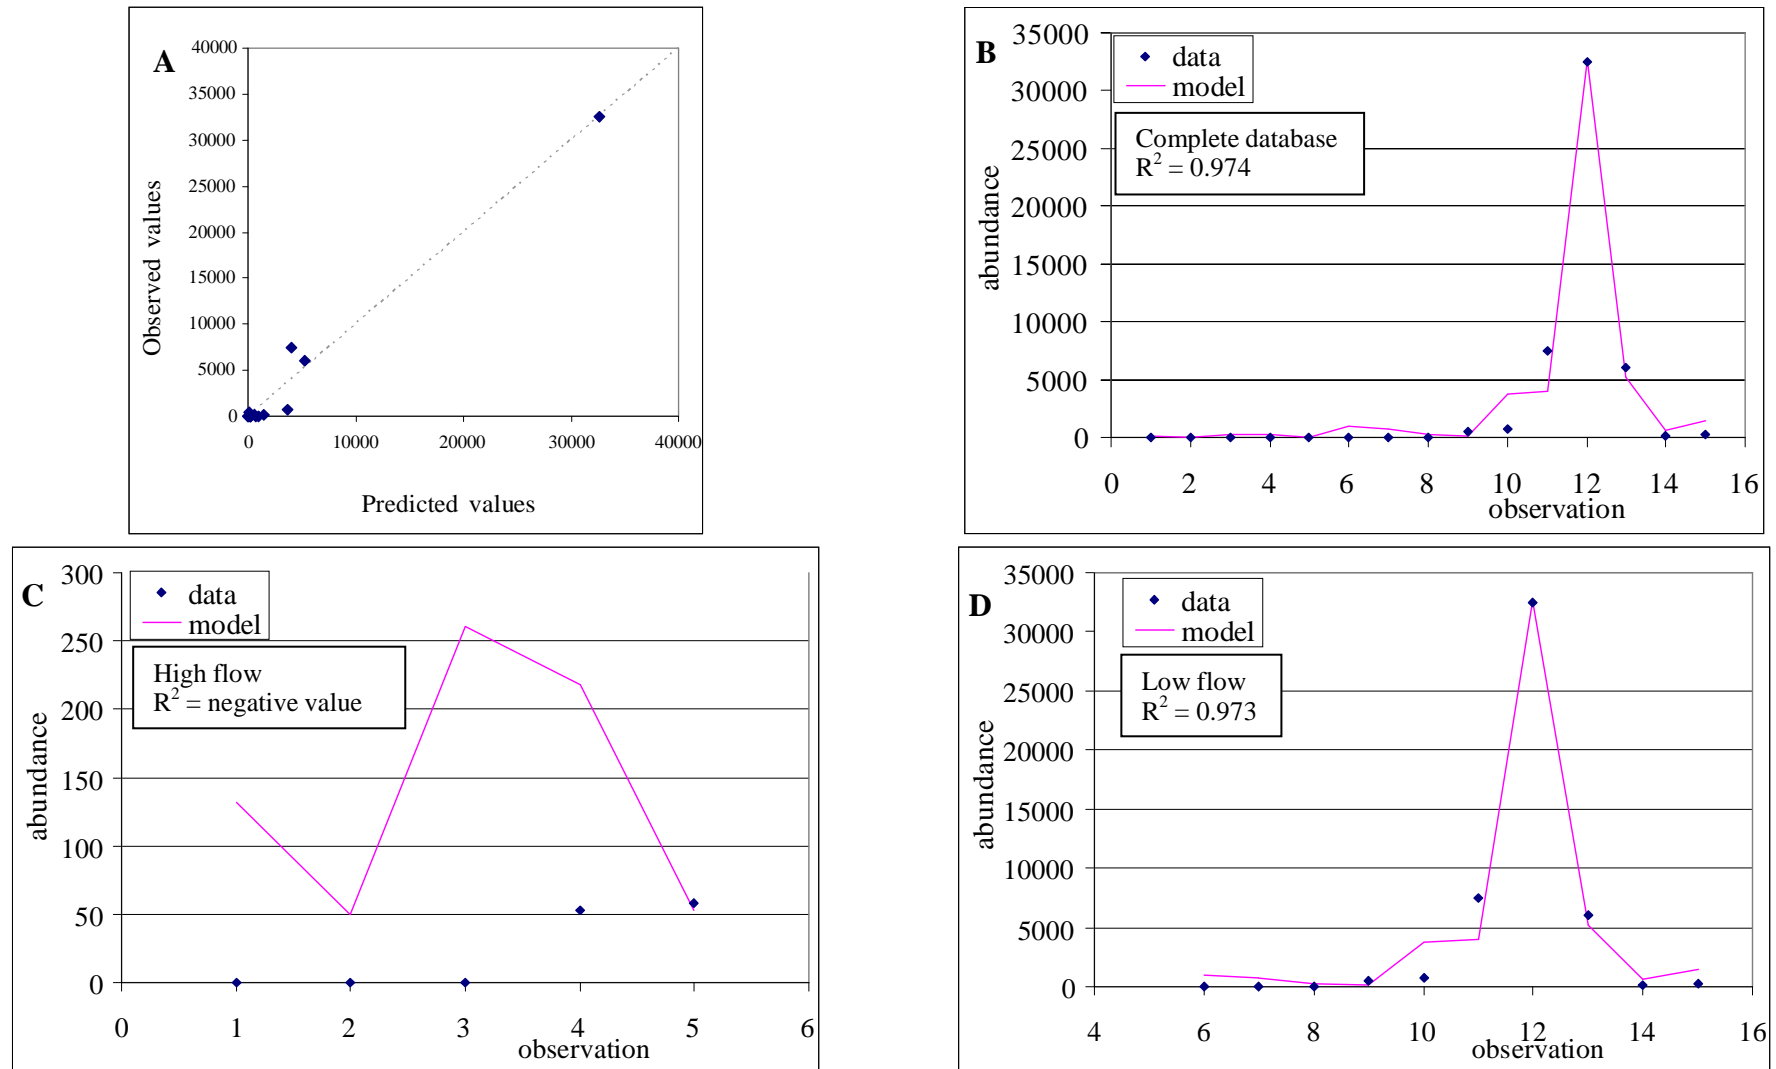 A
40000
35000
30000
25000
20000
15000
10000
5000
0
0 10000 20000 30000 40000
Observed values
Predicted values
B
data
model
Complete database
R² = 0.974
35000
30000
25000
20000
15000
10000
5000
0
0 2 4 6 8 10 12 14 16
abundance
observation
C
data
model
High flow
R² = negative value
300
250
200
150
100
50
0
0 1 2 3 4 5 6
abundance
observation
D
data
model
Low flow
R² = 0.973
35000
30000
25000
20000
15000
10000
5000
0
4 6 8 10 12 14 16
abundance
observation